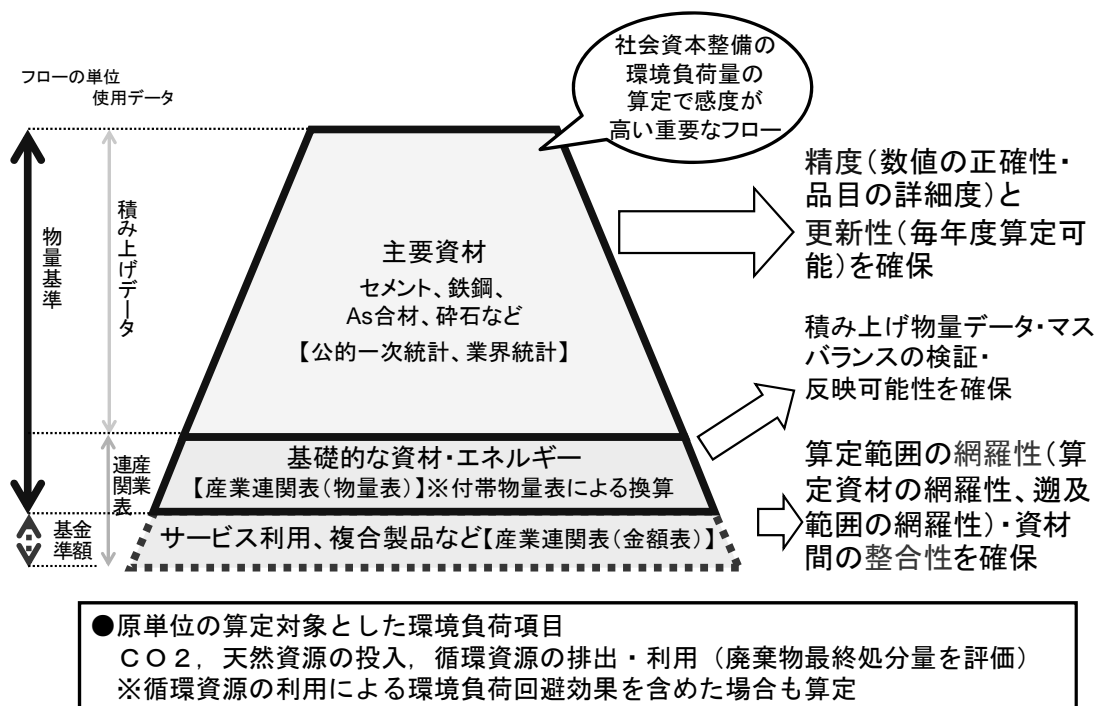 社会資本整備の
環境負荷量の
算定で感度が
高い重要なフロー
フローの単位
使用データ
物量基準
積み上げデータ
主要資材
セメント、鉄鋼、
As合材、砕石など
【公的一次統計、業界統計】
精度（数値の正確性・
品目の詳細度）と
更新性（毎年度算定可
能）を確保
積み上げ物量データ・マス
バランスの検証・
反映可能性を確保
産業
連関表
基礎的な資材・エネルギー
【産業連関表（物量表）】※付帯物量表による換算
金額
基準
サービス利用、複合製品など【産業連関表（金額表）】
算定範囲の網羅性（算
定資材の網羅性、遡及
範囲の網羅性）・資材
間の整合性を確保
●原単位の算定対象とした環境負荷項目
ＣＯ２，天然資源の投入，循環資源の排出・利用（廃棄物最終処分量を評価）
※循環資源の利用による環境負荷回避効果を含めた場合も算定